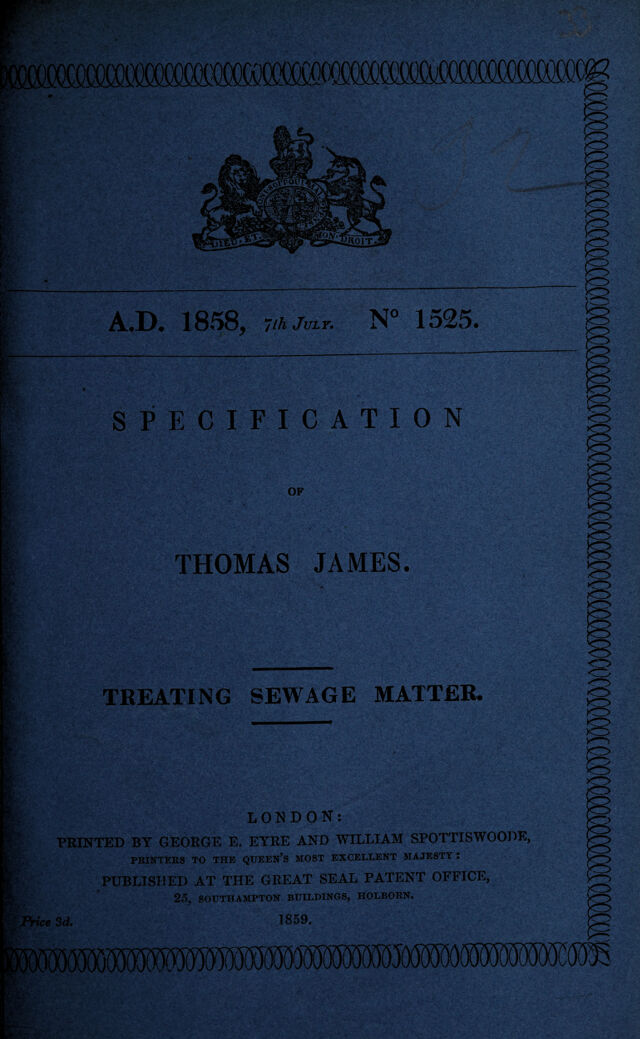 32
DIEU·ET·MON·DROIT.
A.D. 1858, 7th JULY. Nº 1525.
SPECIFICATION
OF
THOMAS JAMES.
TREATING SEWAGE MATTER.
LONDON:
PRINTED BY GEORGE E. EYRE AND WILLIAM SPOTTISWOODE,
PRINTERS TO THE QUEEN'S MOST EXCELLENT MAJESTY:
PUBLISHED AT THE GREAT SEAL PATENT OFFICE,
25, SOUTHAMPTON BUILDINGS, HOLBORN.
Price 3d.
1859.